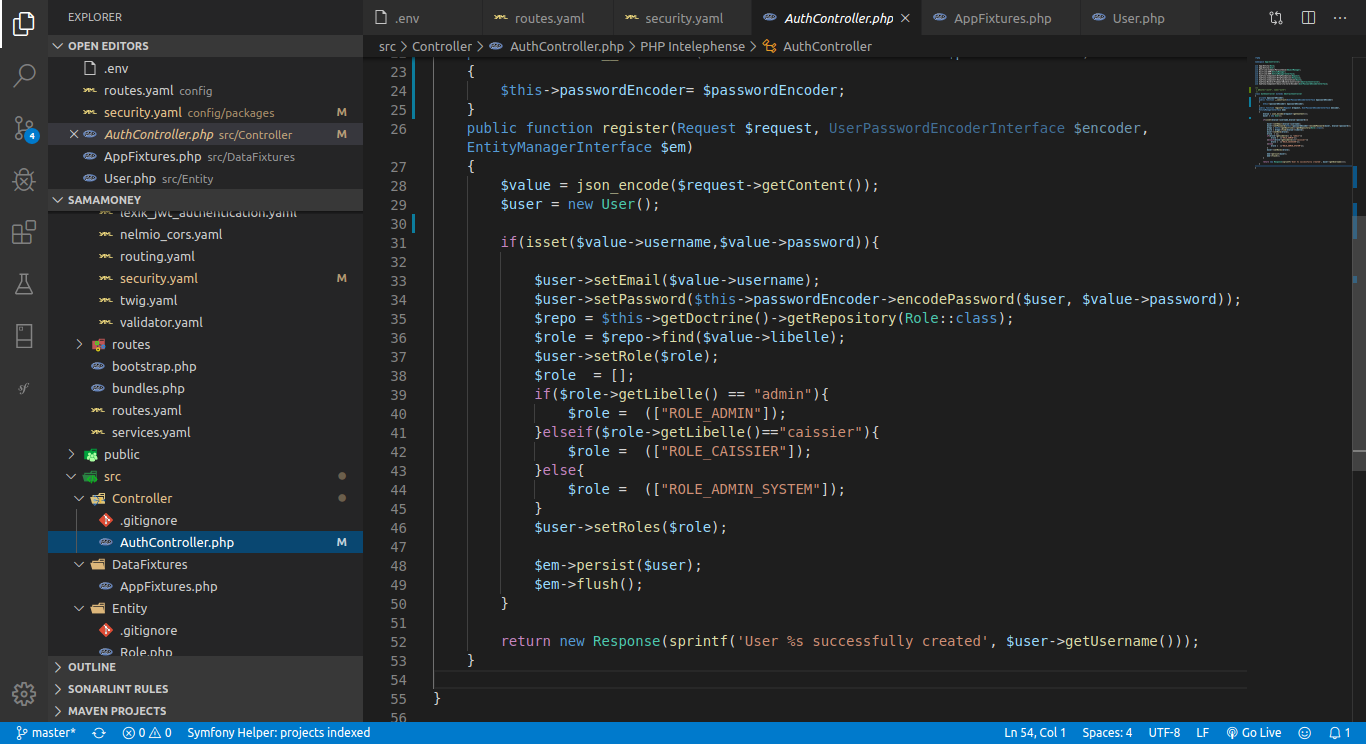 EXPLORER
OPEN EDITORS
.env
routes.yaml config
security.yaml config/packages M
AuthController.php src/Controller M
AppFixtures.php src/DataFixtures
User.php src/Entity
SAMAMONEY
lexik_jwt_authentication.yaml
nelmio_cors.yaml
routing.yaml
security.yaml M
twig.yaml
validator.yaml
routes
bootstrap.php
bundles.php
routes.yaml
services.yaml
public
src
Controller
.gitignore
AuthController.php M
DataFixtures
AppFixtures.php
Entity
.gitignore
Role.php
OUTLINE
SONARLINT RULES
MAVEN PROJECTS
4
.env routes.yaml security.yaml AuthController.php AppFixtures.php User.php
src > Controller > AuthController.php > PHP Intelephense > AuthController
23 {
24 $this->passwordEncoder= $passwordEncoder;
25 }
26 public function register(Request $request, UserPasswordEncoderInterface $encoder,
EntityManagerInterface $em)
27 {
28 $value = json_encode($request->getContent());
29 $user = new User();
30
31 if(isset($value->username,$value->password)){
32
33 $user->setEmail($value->username);
34 $user->setPassword($this->passwordEncoder->encodePassword($user, $value->password));
35 $repo = $this->getDoctrine()->getRepository(Role::class);
36 $role = $repo->find($value->libelle);
37 $user->setRole($role);
38 $role  = [];
39 if($role->getLibelle() == "admin"){
40 $role =  (["ROLE_ADMIN"]);
41 }elseif($role->getLibelle()=="caissier"){
42 $role =  (["ROLE_CAISSIER"]);
43 }else{
44 $role =  (["ROLE_ADMIN_SYSTEM"]);
45 }
46 $user->setRoles($role);
47
48 $em->persist($user);
49 $em->flush();
50 }
51
52 return new Response(sprintf('User %s successfully created', $user->getUsername()));
53 }
54
55 }
56
master* 0 0 Symfony Helper: projects indexed Ln 54, Col 1 Spaces: 4 UTF-8 LF PHP Go Live 1